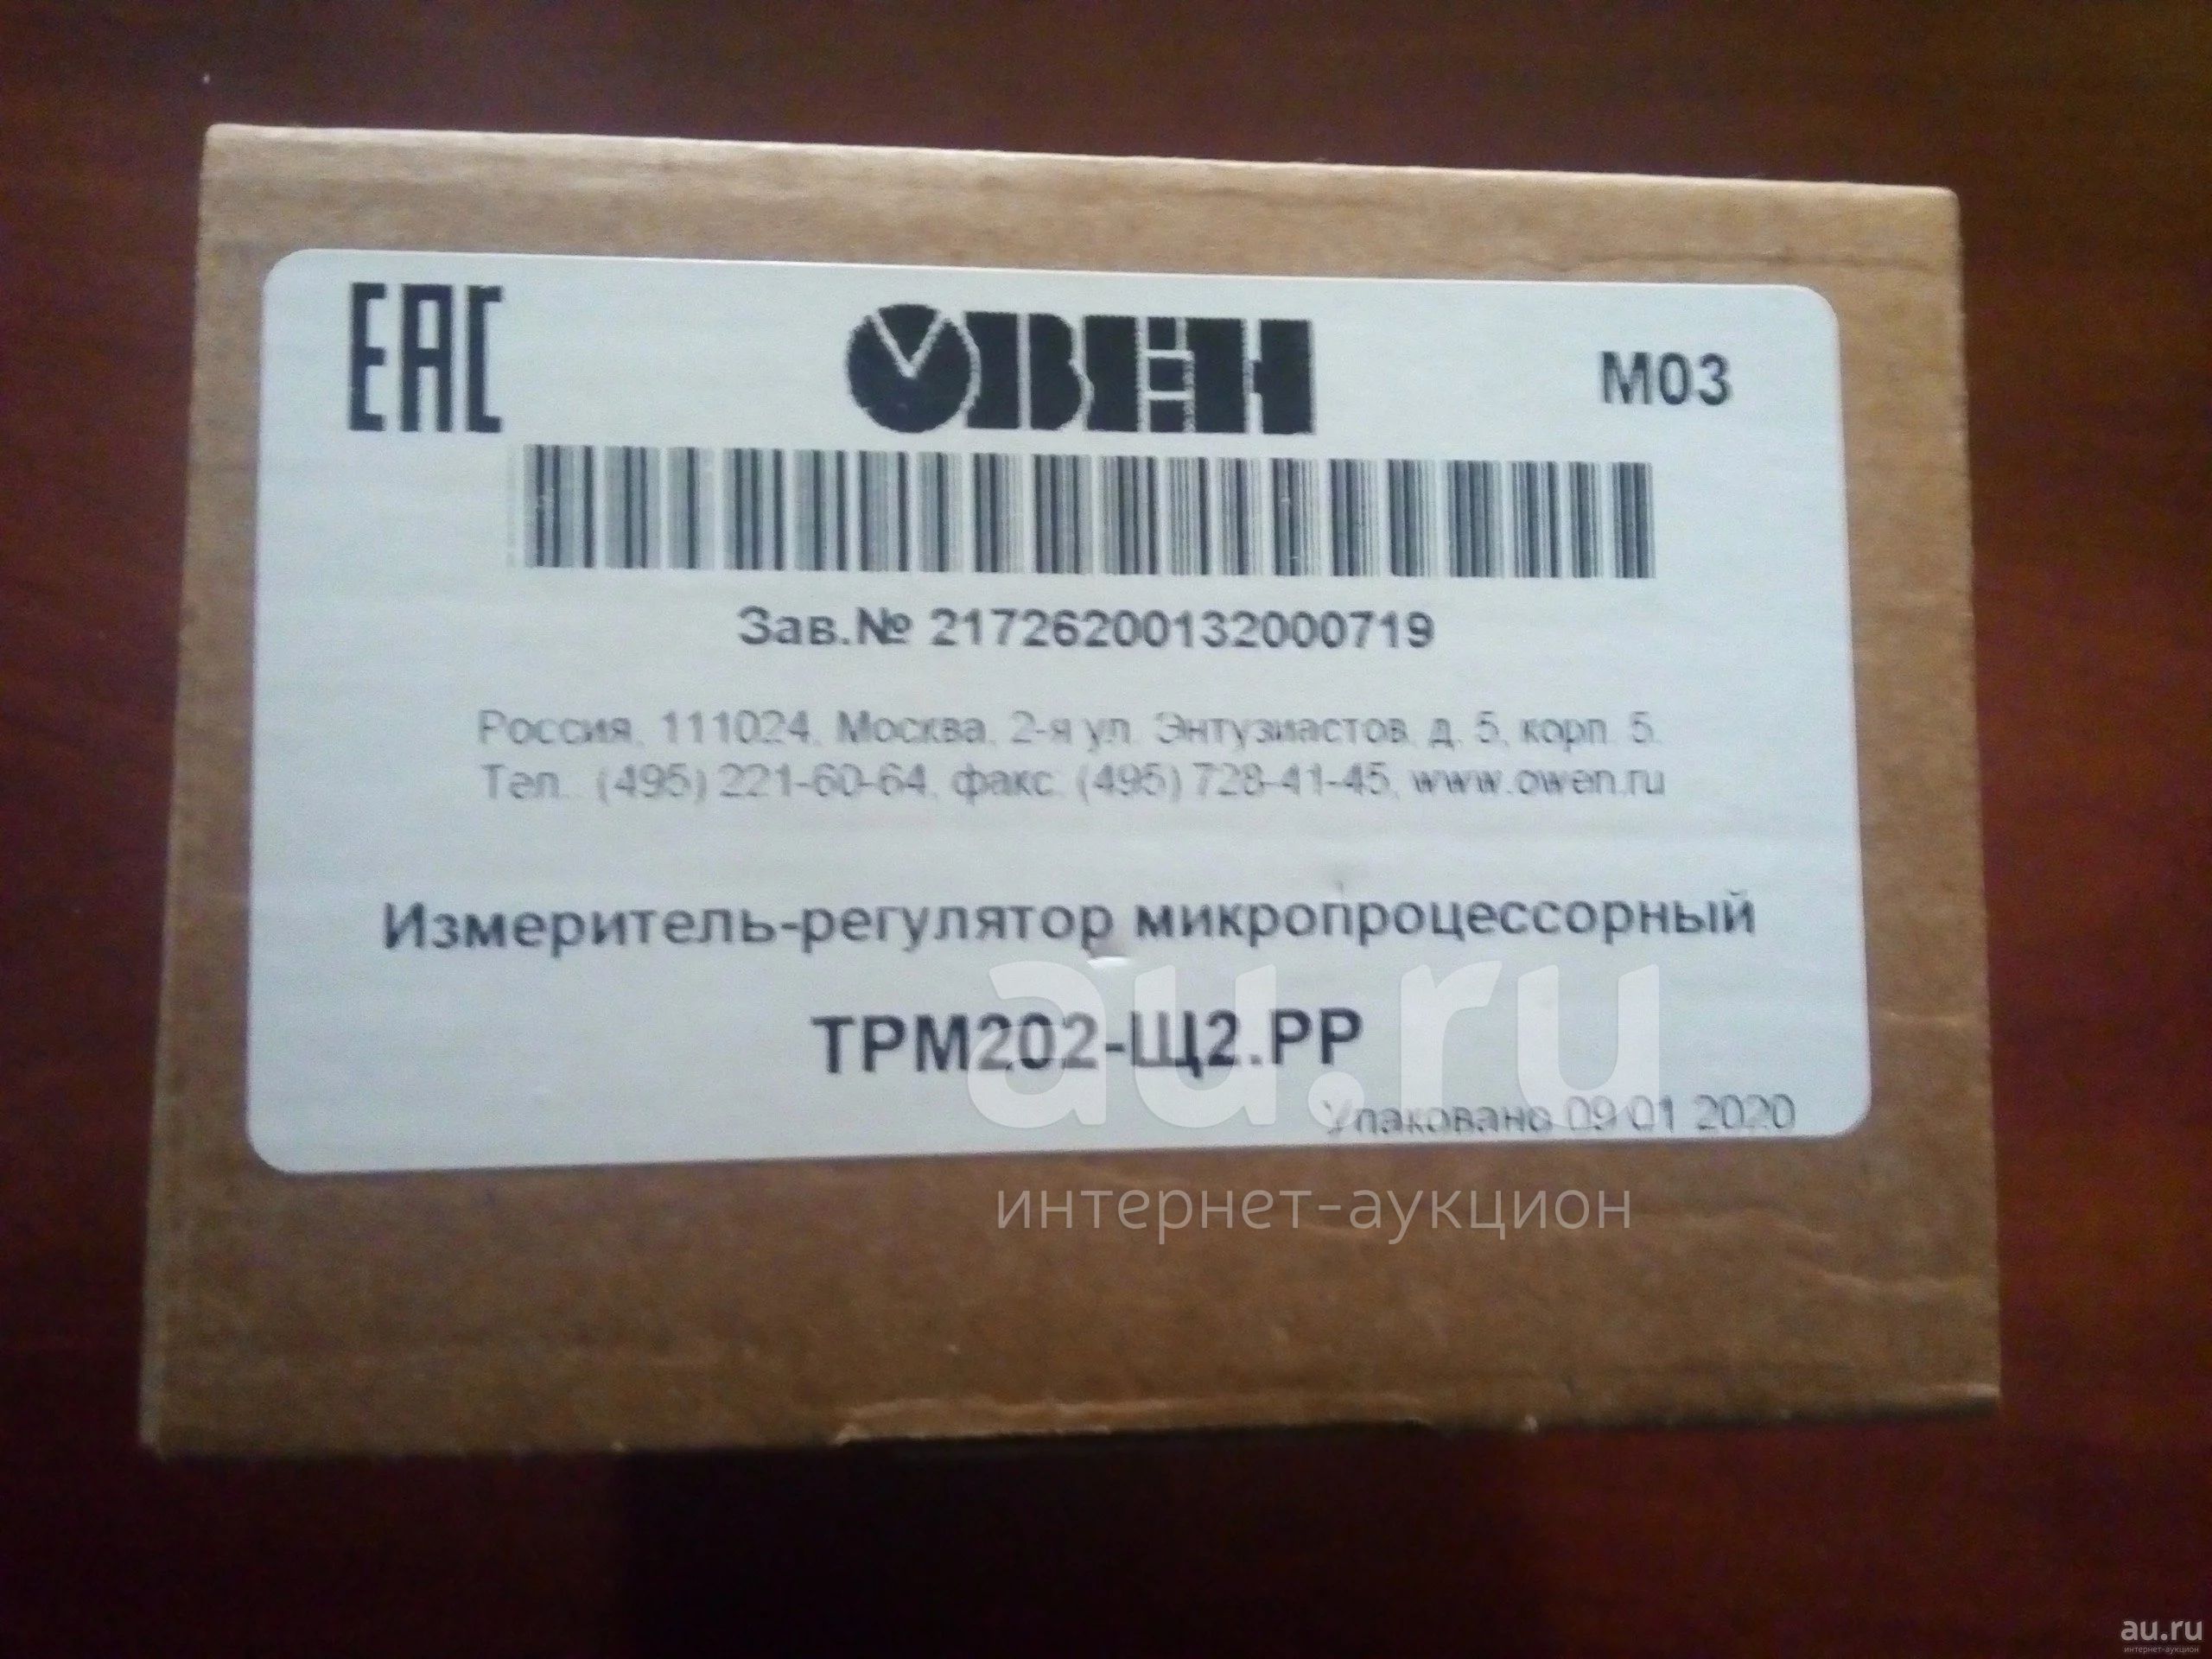 EAC ОВЕН М03
Зав.№ 21726200132000719
Россия, 111024, Москва, 2-я ул. Энтузиастов, д. 5, корп. 5.
Тел.: (495) 221-60-64, факс: (495) 728-41-45, www.owen.ru
Измеритель-регулятор микропроцессорный
ТРМ202-Щ2.РР
Упаковано 09 01 2020
au.ru
интернет-аукцион
au.ru
интернет-аукцион